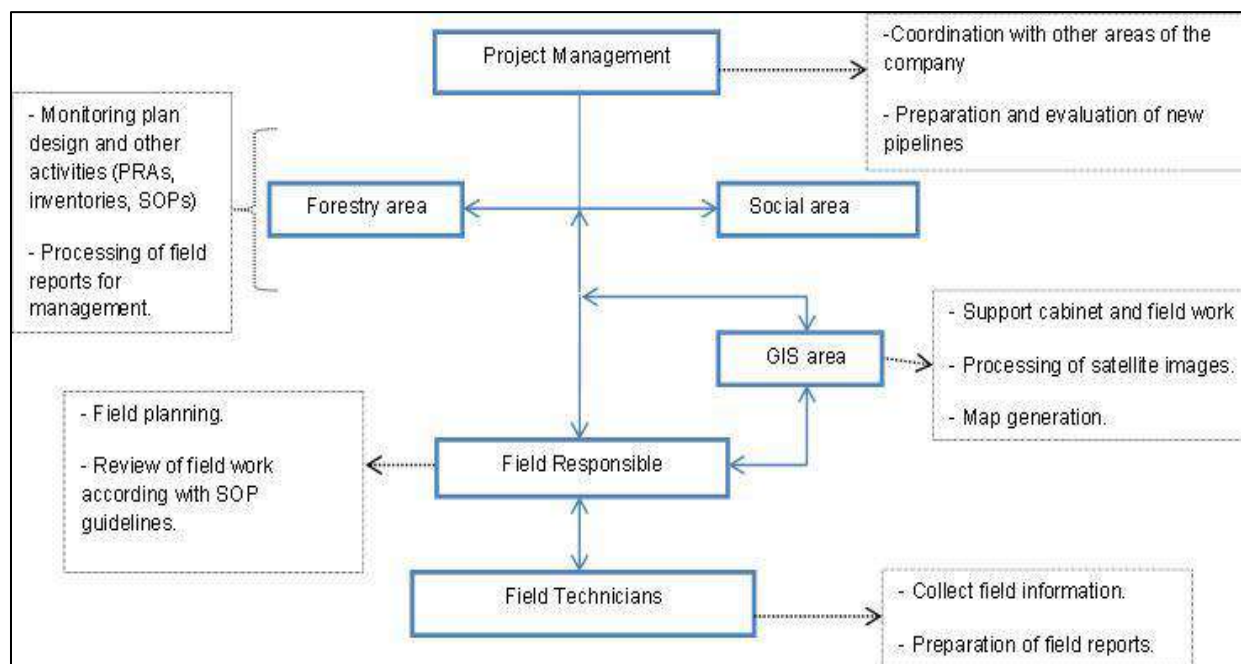 Project Management
-Coordination with other areas of the
company
- Preparation and evaluation of new
pipelines
- Monitoring plan
design and other
activities (PRAs,
inventories, SOPs)
- Processing of field
reports for
management.
Forestry area
Social area
GIS area
- Support cabinet and field work
- Processing of satellite images.
- Map generation.
- Field planning.
- Review of field work
according with SOP
guidelines.
Field Responsible
Field Technicians
- Collect field information.
- Preparation of field reports.